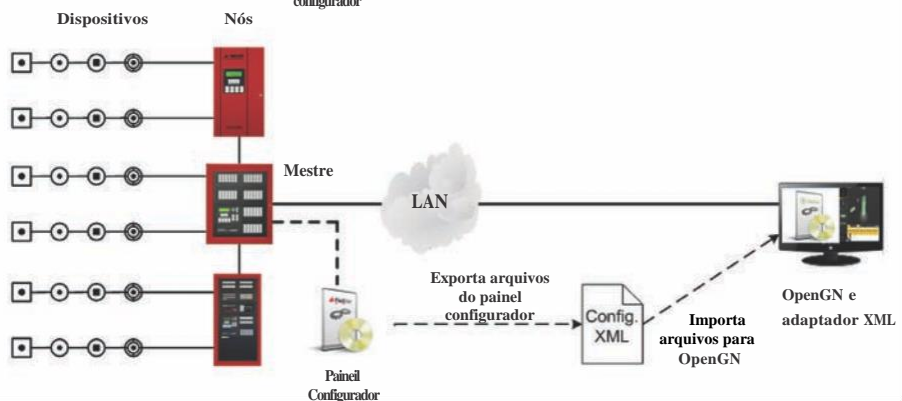 configurador
Dispositivos
Nós
Mestre
LAN
Exporta arquivos
do painel
configurador
Config.
XML
Importa
arquivos para
OpenGN
OpenGN e
adaptador XML
Paineil
Configurador